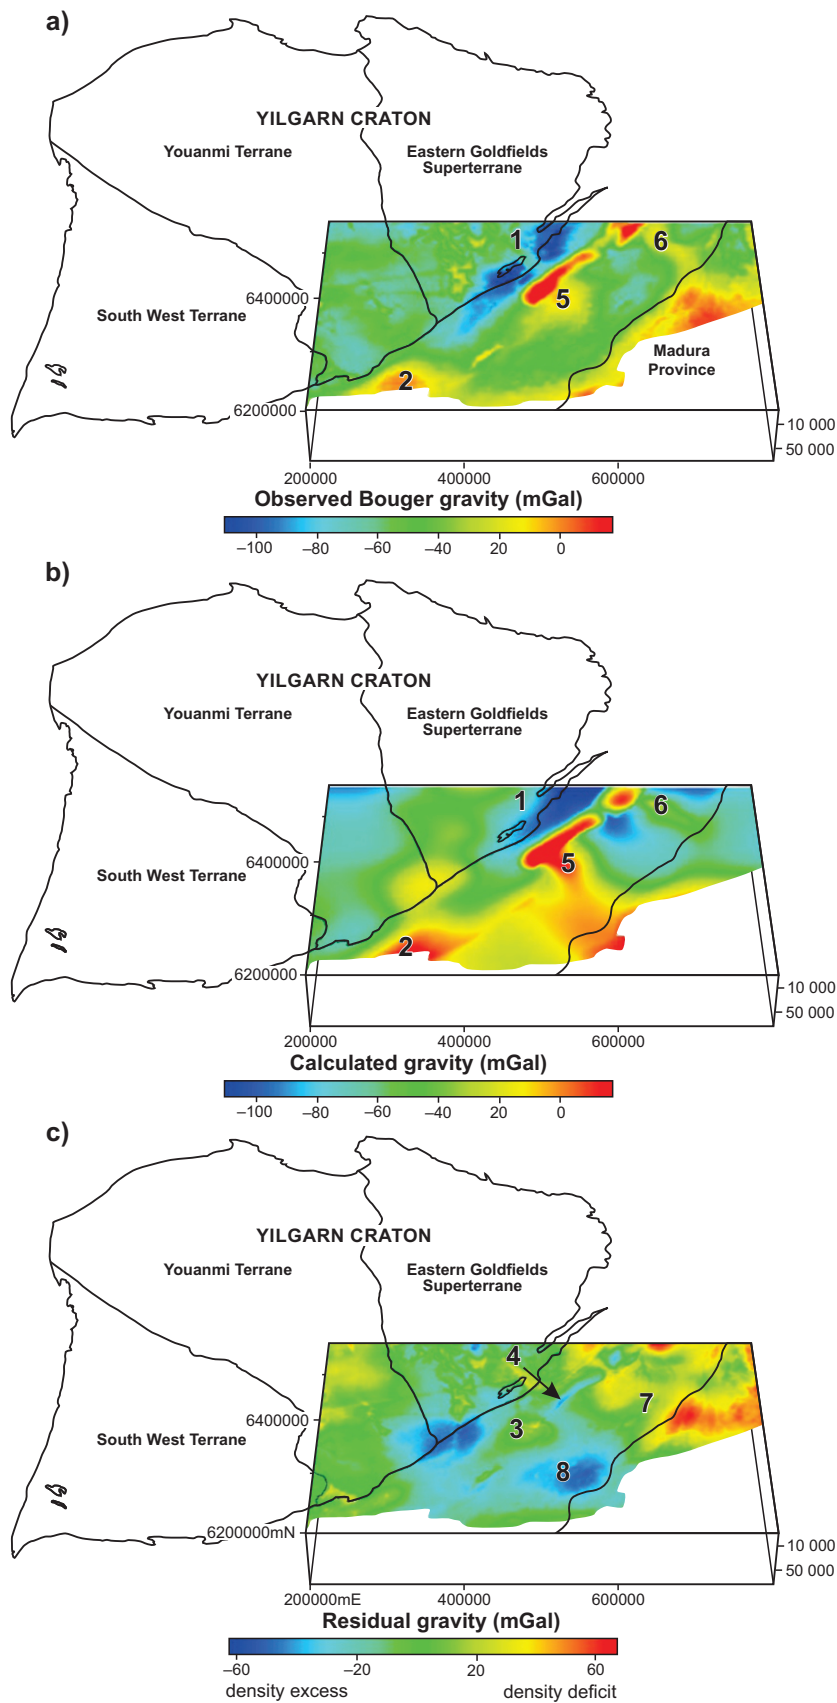 a)
YILGARN CRATON
Youanmi Terrane
Eastern Goldfields
Superterrane
1
6
5
6400000
South West Terrane
Madura
Province
2
6200000
10 000
50 000
200000
400000
600000
Observed Bouger gravity (mGal)
–100
–80
–60
–40
20
0
b)
YILGARN CRATON
Youanmi Terrane
Eastern Goldfields
Superterrane
1
6
6400000
5
South West Terrane
2
6200000
10 000
50 000
200000
400000
600000
Calculated gravity (mGal)
–100
–80
–60
–40
20
0
c)
YILGARN CRATON
Youanmi Terrane
Eastern Goldfields
Superterrane
4
7
6400000
3
South West Terrane
8
6200000mN
10 000
50 000
200000mE
400000
600000
Residual gravity (mGal)
–60
–20
20
60
density excess
density deficit